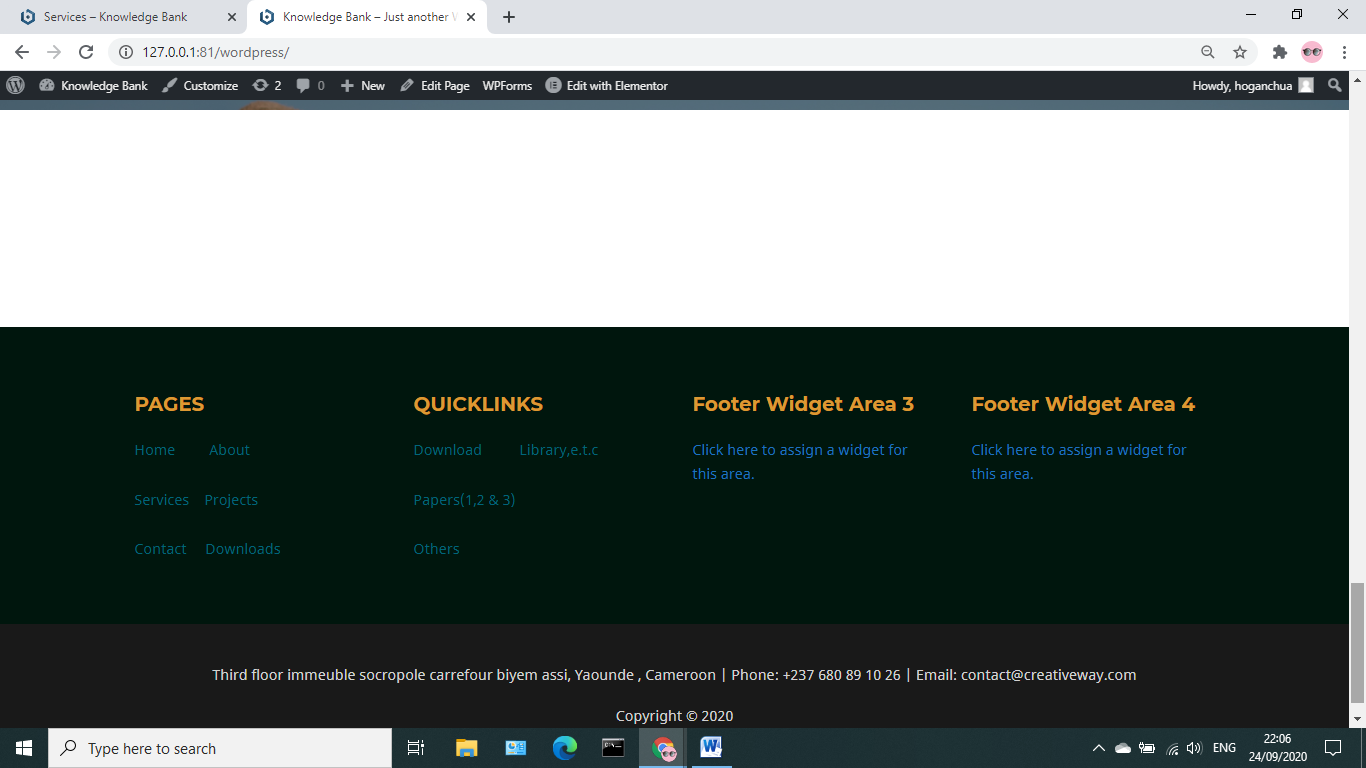 Services – Knowledge Bank
Knowledge Bank – Just another W
127.0.0.1:81/wordpress/
Knowledge Bank Customize 2 0 New Edit Page WPForms Edit with Elementor Howdy, hoganchua
PAGES
Home About
Services Projects
Contact Downloads
QUICKLINKS
Download Library,e.t.c
Papers(1,2 & 3)
Others
Footer Widget Area 3
Click here to assign a widget for
this area.
Footer Widget Area 4
Click here to assign a widget for
this area.
Third floor immeuble socropole carrefour biyem assi, Yaounde , Cameroon | Phone: +237 680 89 10 26 | Email: contact@creativeway.com
Copyright © 2020
Type here to search
ENG
22:06
24/09/2020